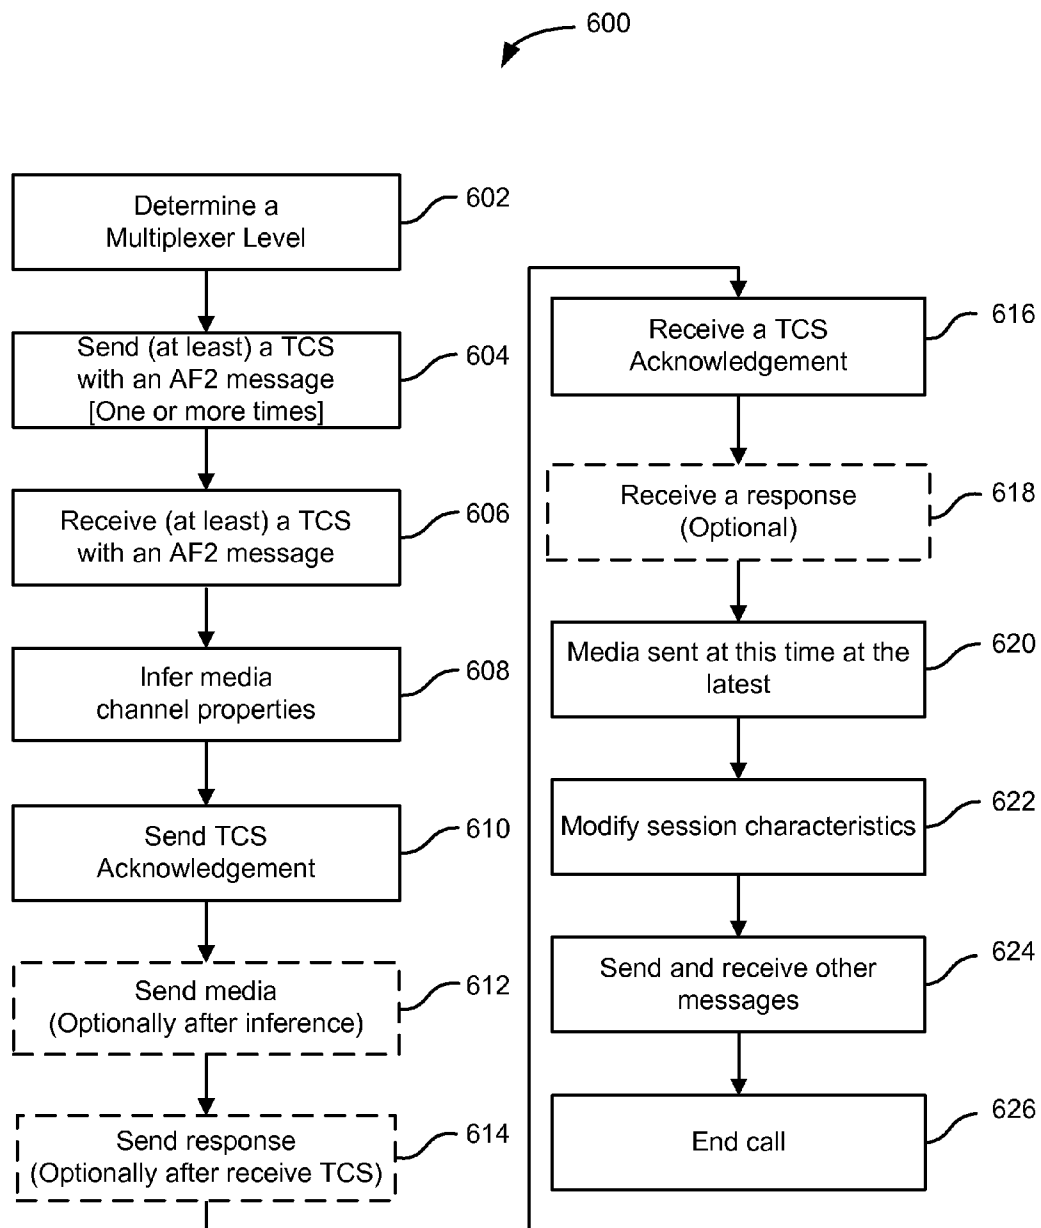 600
Determine a
Multiplexer Level
602
Send (at least) a TCS
with an AF2 message
[One or more times]
604
Receive (at least) a TCS
with an AF2 message
606
Infer media
channel properties
608
Send TCS
Acknowledgement
610
Send media
(Optionally after inference)
612
Send response
(Optionally after receive TCS)
614
Receive a TCS
Acknowledgement
616
Receive a response
(Optional)
618
Media sent at this time at the
latest
620
Modify session characteristics
622
Send and receive other
messages
624
End call
626